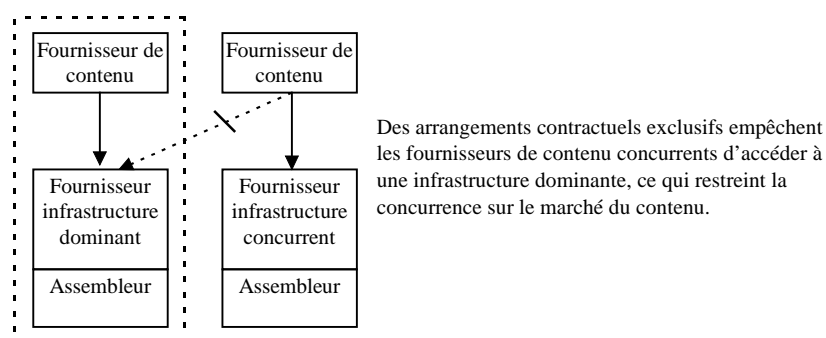 Fournisseur de
contenu
Fournisseur de
contenu
Des arrangements contractuels exclusifs empêchent
les fournisseurs de contenu concurrents d’accéder à
une infrastructure dominante, ce qui restreint la
concurrence sur le marché du contenu.
Fournisseur
infrastructure
dominant
Fournisseur
infrastructure
concurrent
Assembleur
Assembleur